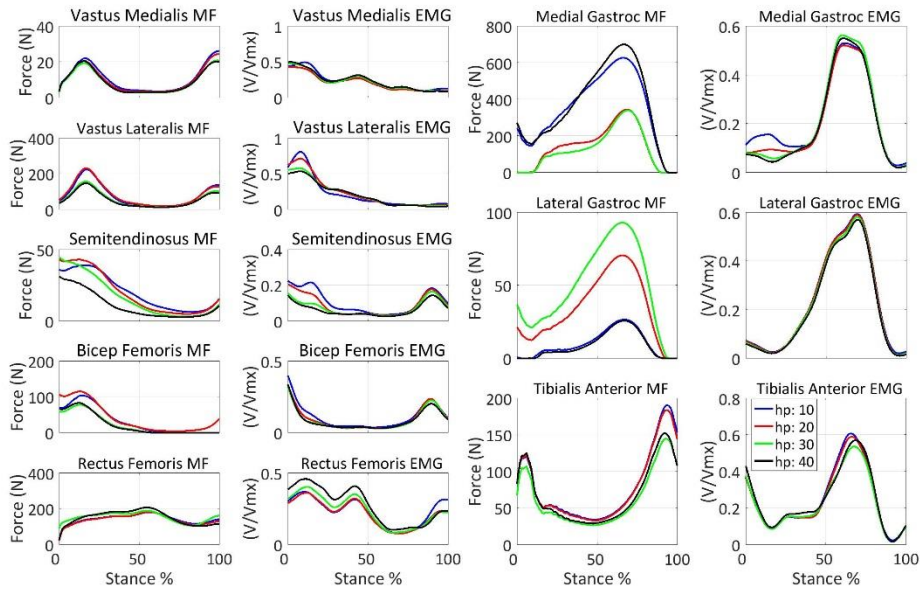 Vastus Medialis MF
Force (N)
40
20
0
Vastus Medialis EMG
(V/Vmx)
1
0.5
0
Medial Gastroc MF
Force (N)
800
600
400
200
0
Medial Gastroc EMG
(V/Vmx)
0.6
0.4
0.2
0
Vastus Lateralis MF
Force (N)
400
200
0
Vastus Lateralis EMG
(V/Vmx)
1
0.5
0
Semitendinosus MF
Force (N)
50
0
Semitendinosus EMG
(V/Vmx)
0.4
0.2
0
Lateral Gastroc MF
Force (N)
100
50
0
Lateral Gastroc EMG
(V/Vmx)
0.6
0.4
0.2
0
Bicep Femoris MF
Force (N)
200
100
0
Bicep Femoris EMG
(V/Vmx)
0.5
0
Rectus Femoris MF
Force (N)
400
200
0
0 50 100
Stance %
Rectus Femoris EMG
(V/Vmx)
0.5
0
0 50 100
Stance %
Tibialis Anterior MF
Force (N)
200
150
100
50
0
0 50 100
Stance %
Tibialis Anterior EMG
(V/Vmx)
0.8
0.6
0.4
0.2
0
hp: 10
hp: 20
hp: 30
hp: 40
0 50 100
Stance %